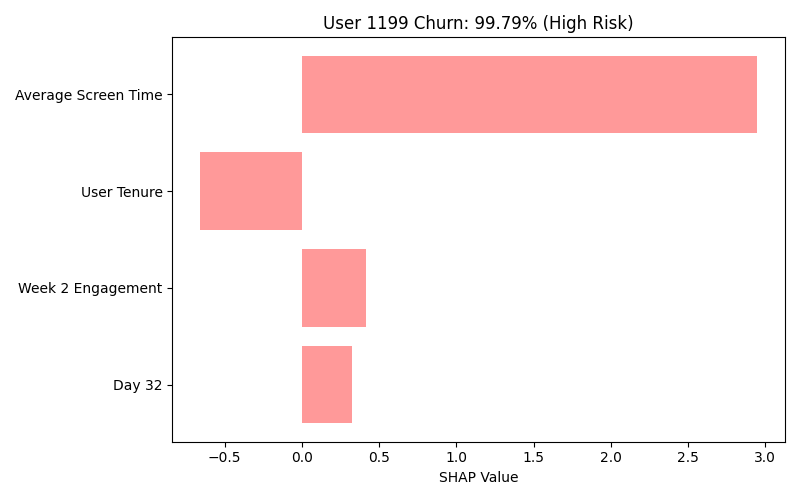 User 1199 Churn: 99.79% (High Risk)
Average Screen Time
User Tenure
Week 2 Engagement
Day 32
−0.5 0.0 0.5 1.0 1.5 2.0 2.5 3.0
SHAP Value